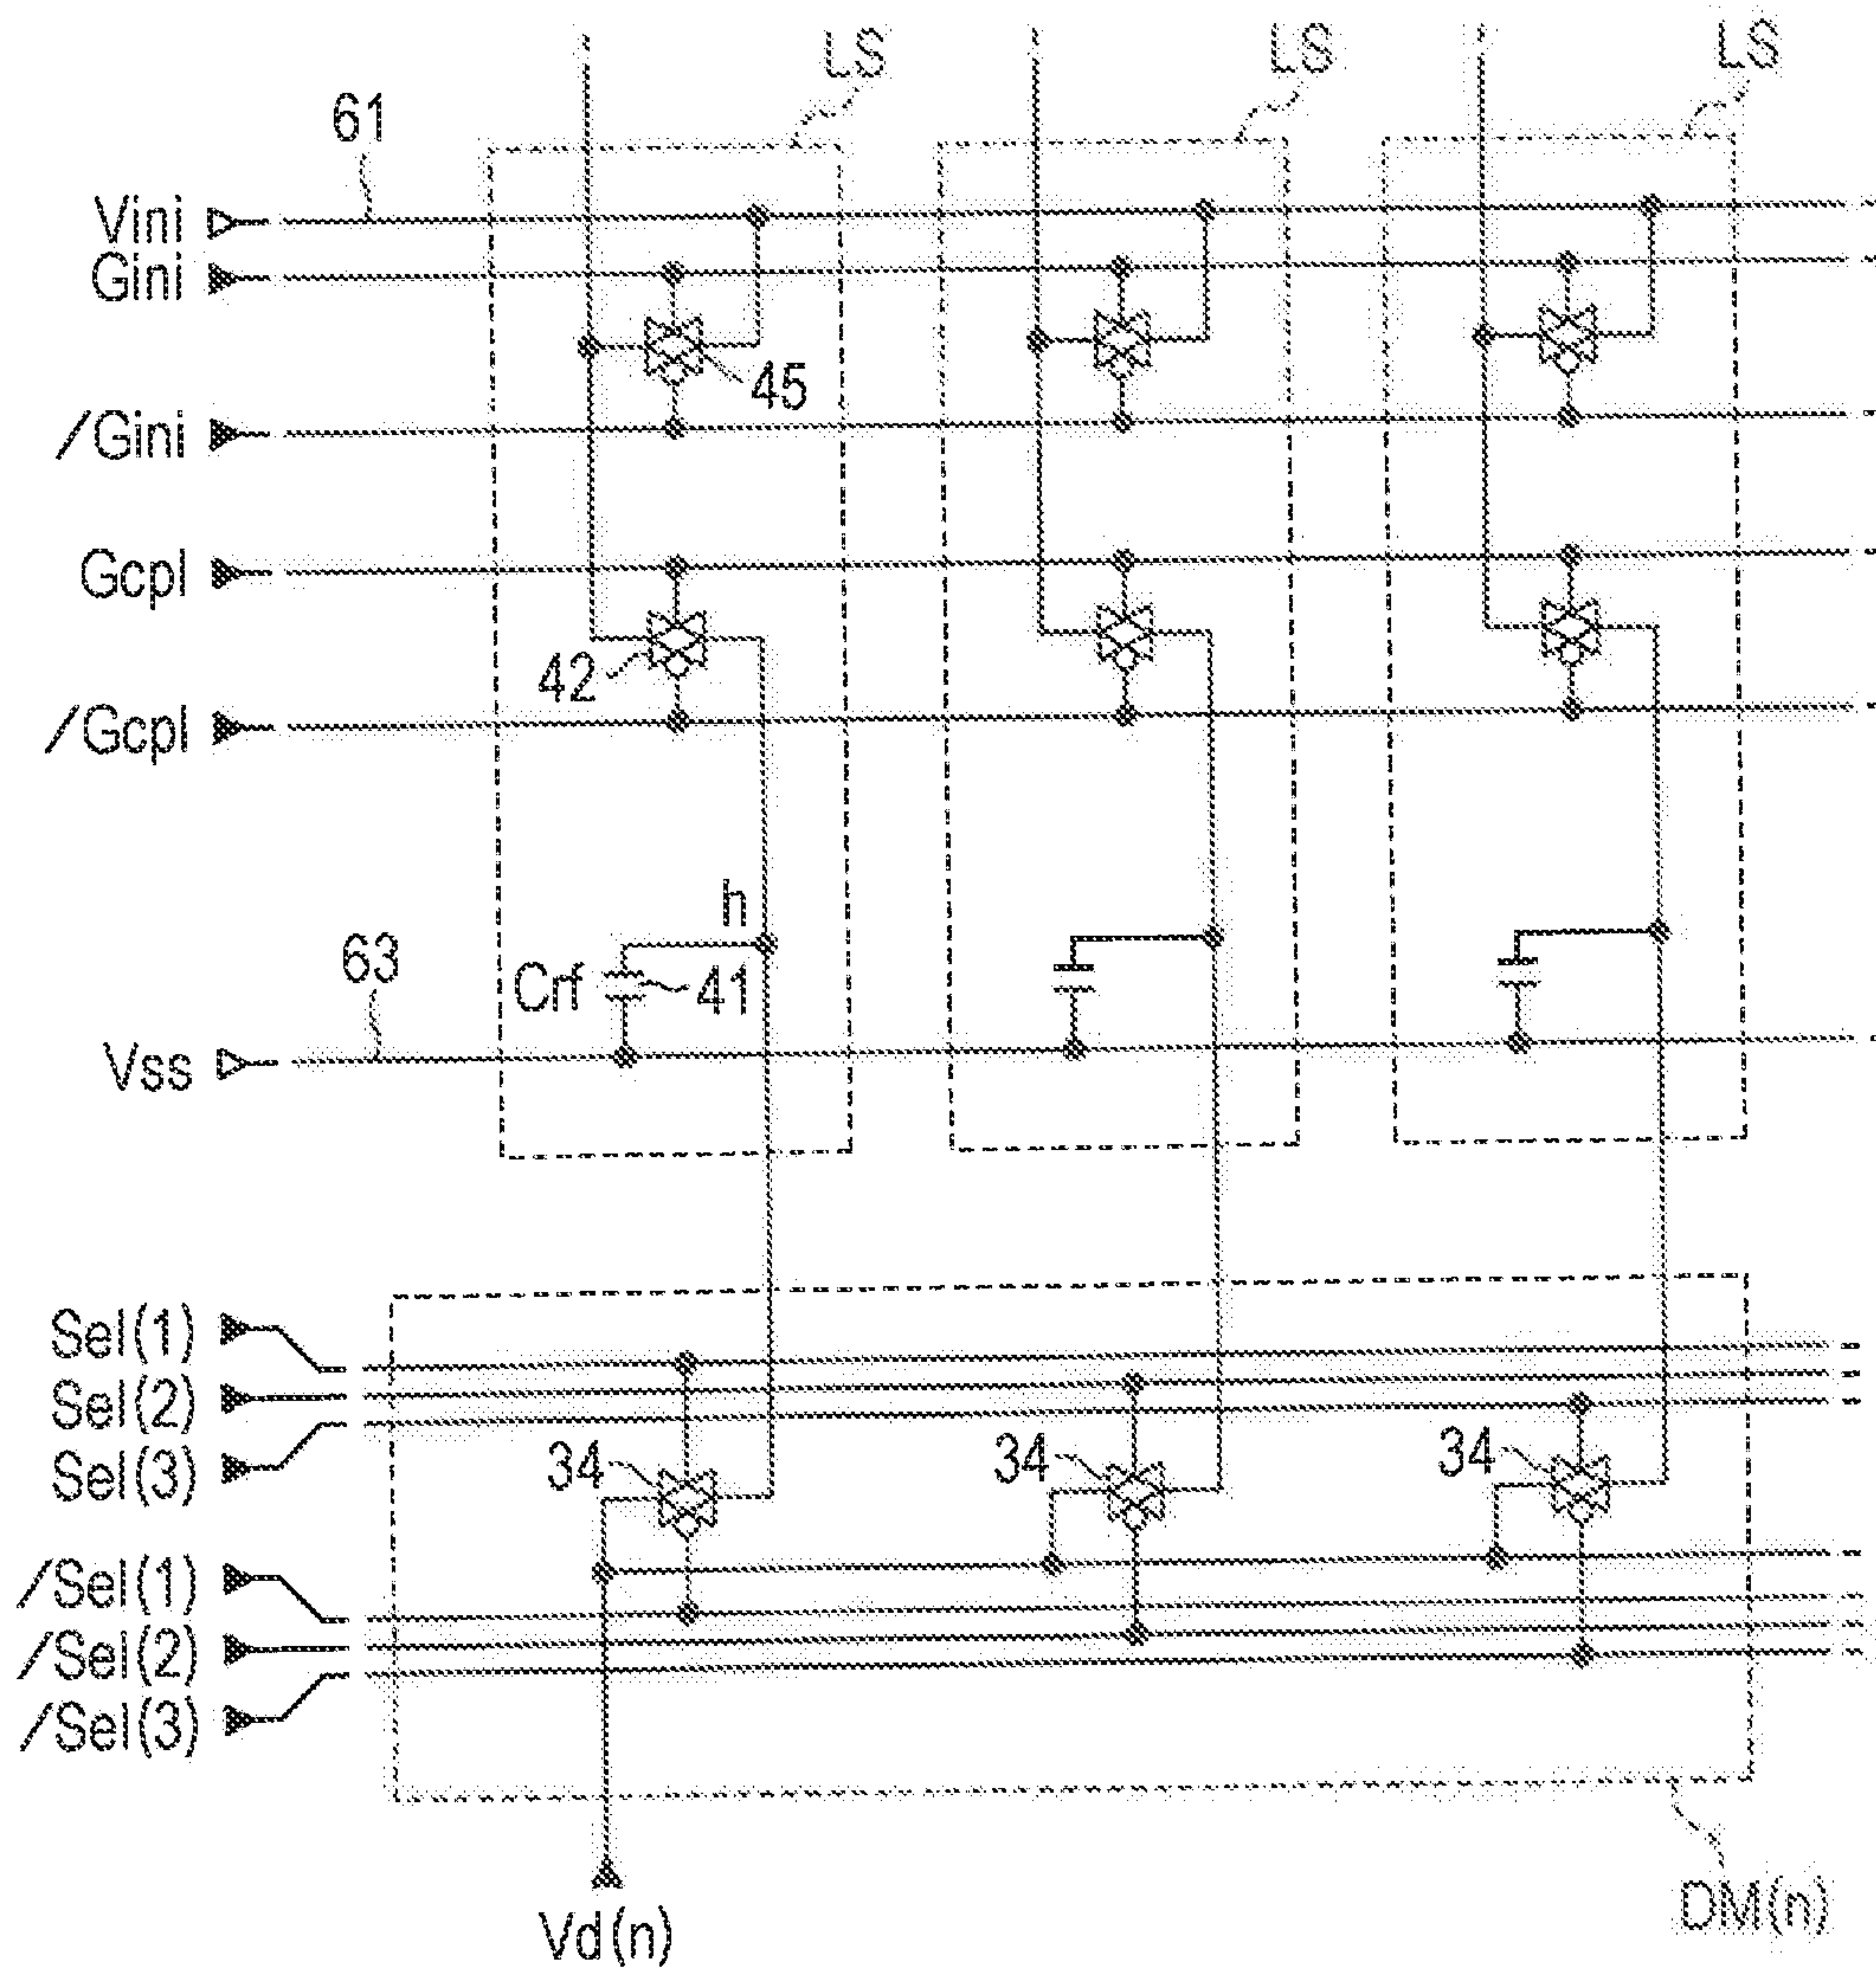 LS LS LS
61
Vini
Gini
45
/Gini
Gcpl
42
/Gcpl
h
63
Crf 41
Vss
Sel(1)
Sel(2)
34 34 34
Sel(3)
/Sel(1)
/Sel(2)
/Sel(3)
DM(n)
Vd(n)